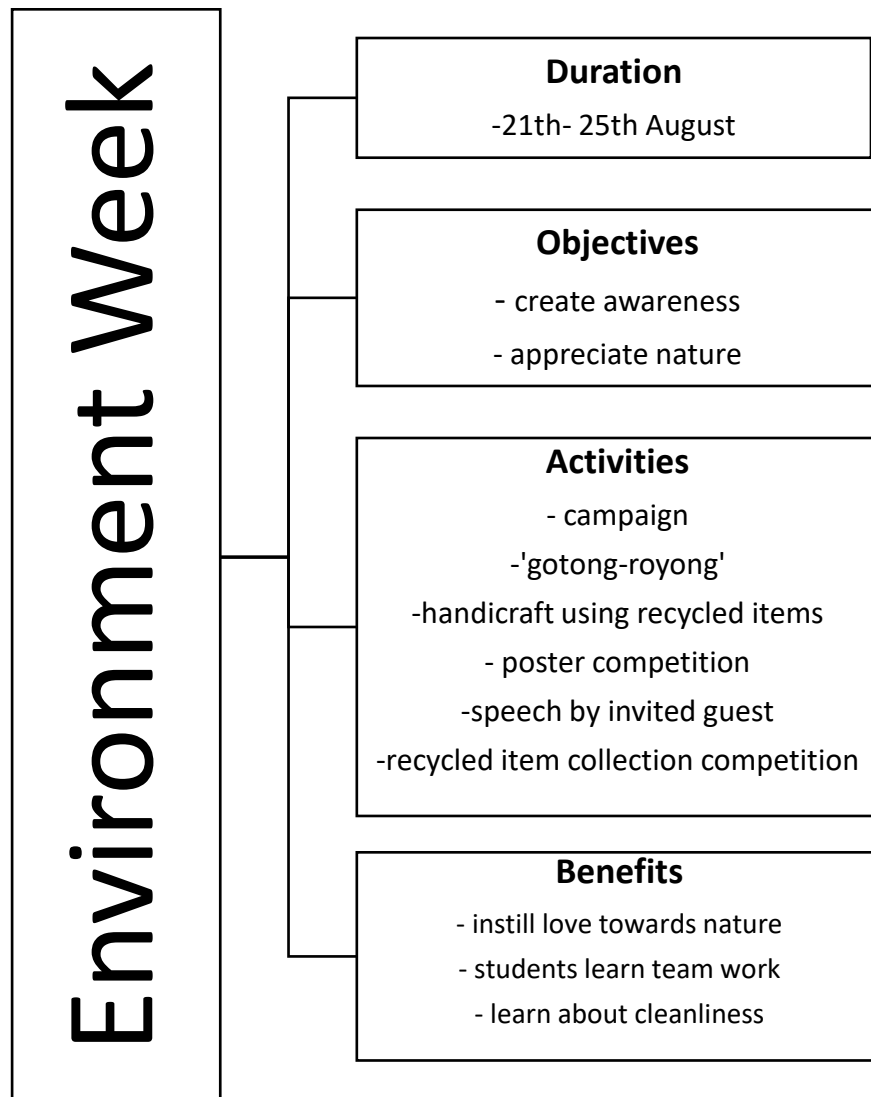 Environment Week
Duration
-21th- 25th August
Objectives
- create awareness
- appreciate nature
Activities
- campaign
-'gotong-royong'
-handicraft using recycled items
- poster competition
-speech by invited guest
-recycled item collection competition
Benefits
- instill love towards nature
- students learn team work
- learn about cleanliness